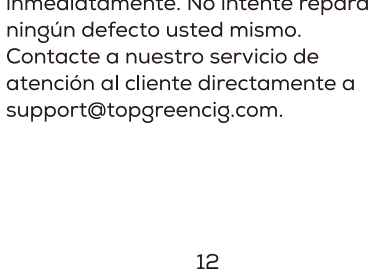 inmediatamente. No intente repara
ningún defecto usted mismo.
Contacte a nuestro servicio de
atención al cliente directamente a
support@topgreencig.com.
12